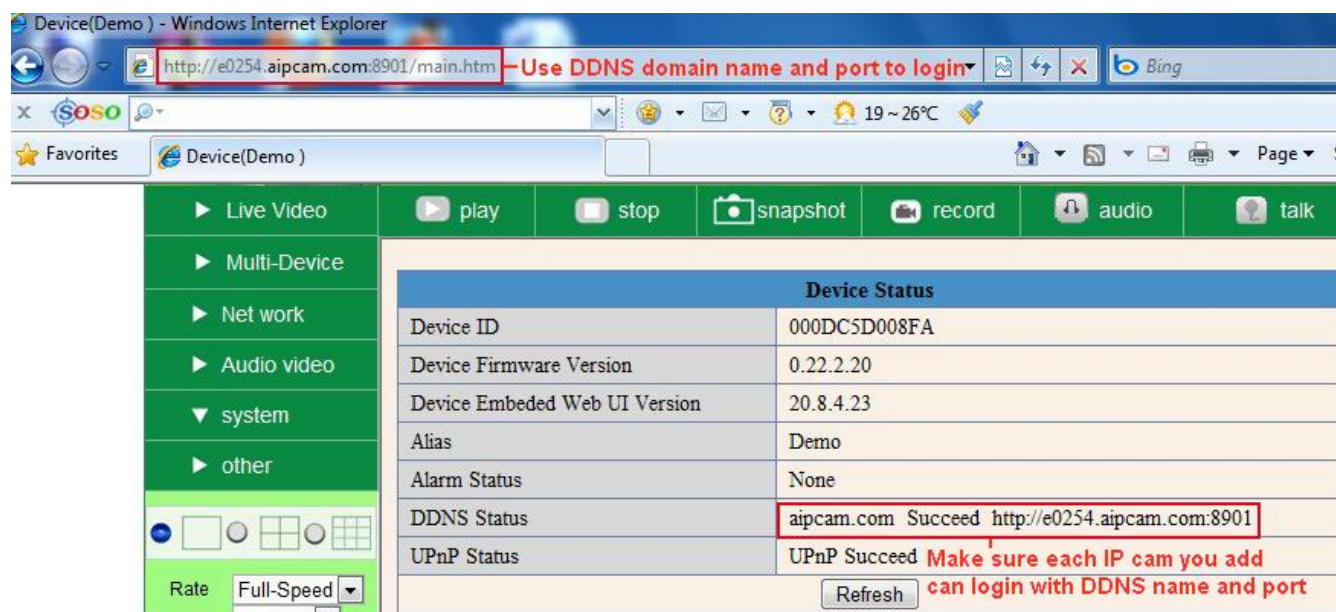 Device(Demo ) - Windows Internet Explorer
http://e0254.aipcam.com:8901/main.htm Use DDNS domain name and port to login Bing
x Soso 19 ~ 26℃
Favorites Device(Demo ) Page
Live Video play stop snapshot record audio talk
Multi-Device
Device Status
Net work
Device ID 000DC5D008FA
Audio video
Device Firmware Version 0.22.2.20
Device Embeded Web UI Version 20.8.4.23
system
Alias Demo
other
Alarm Status None
DDNS Status aipcam.com Succeed http://e0254.aipcam.com:8901
UPnP Status UPnP Succeed Make sure each IP cam you add
Rate Full-Speed Refresh can login with DDNS name and port